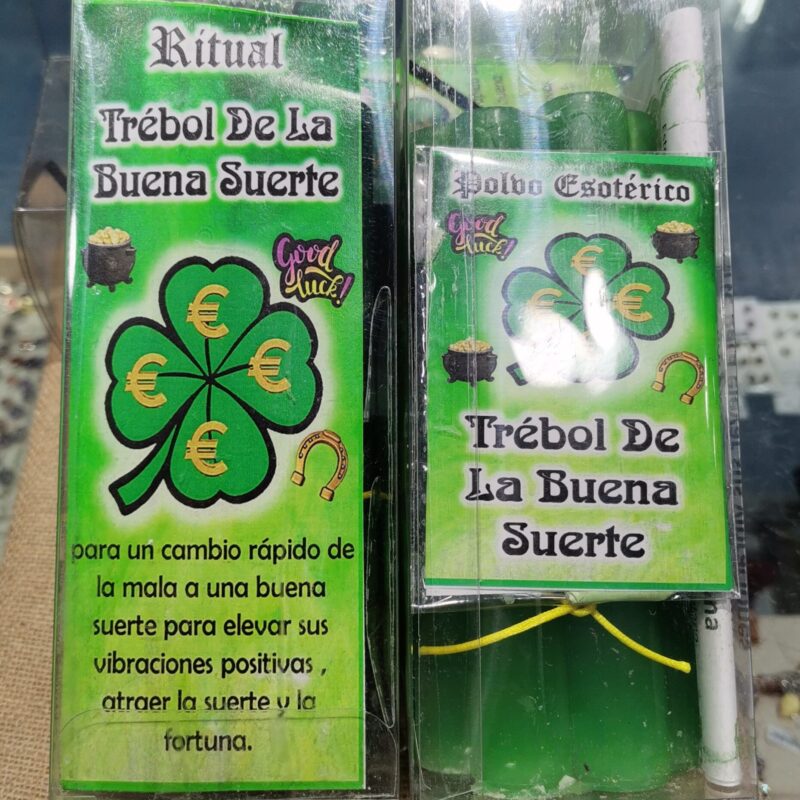 Ritual
Trébol De La
Buena Suerte
Good
Luck!
€
€
€
€
para un cambio rápido de
la mala a una buena
suerte para elevar sus
vibraciones positivas ,
atraer la suerte y la
fortuna.
Polvo Esotérico
Good
Luck!
€
€
€
Trébol De
La Buena
Suerte